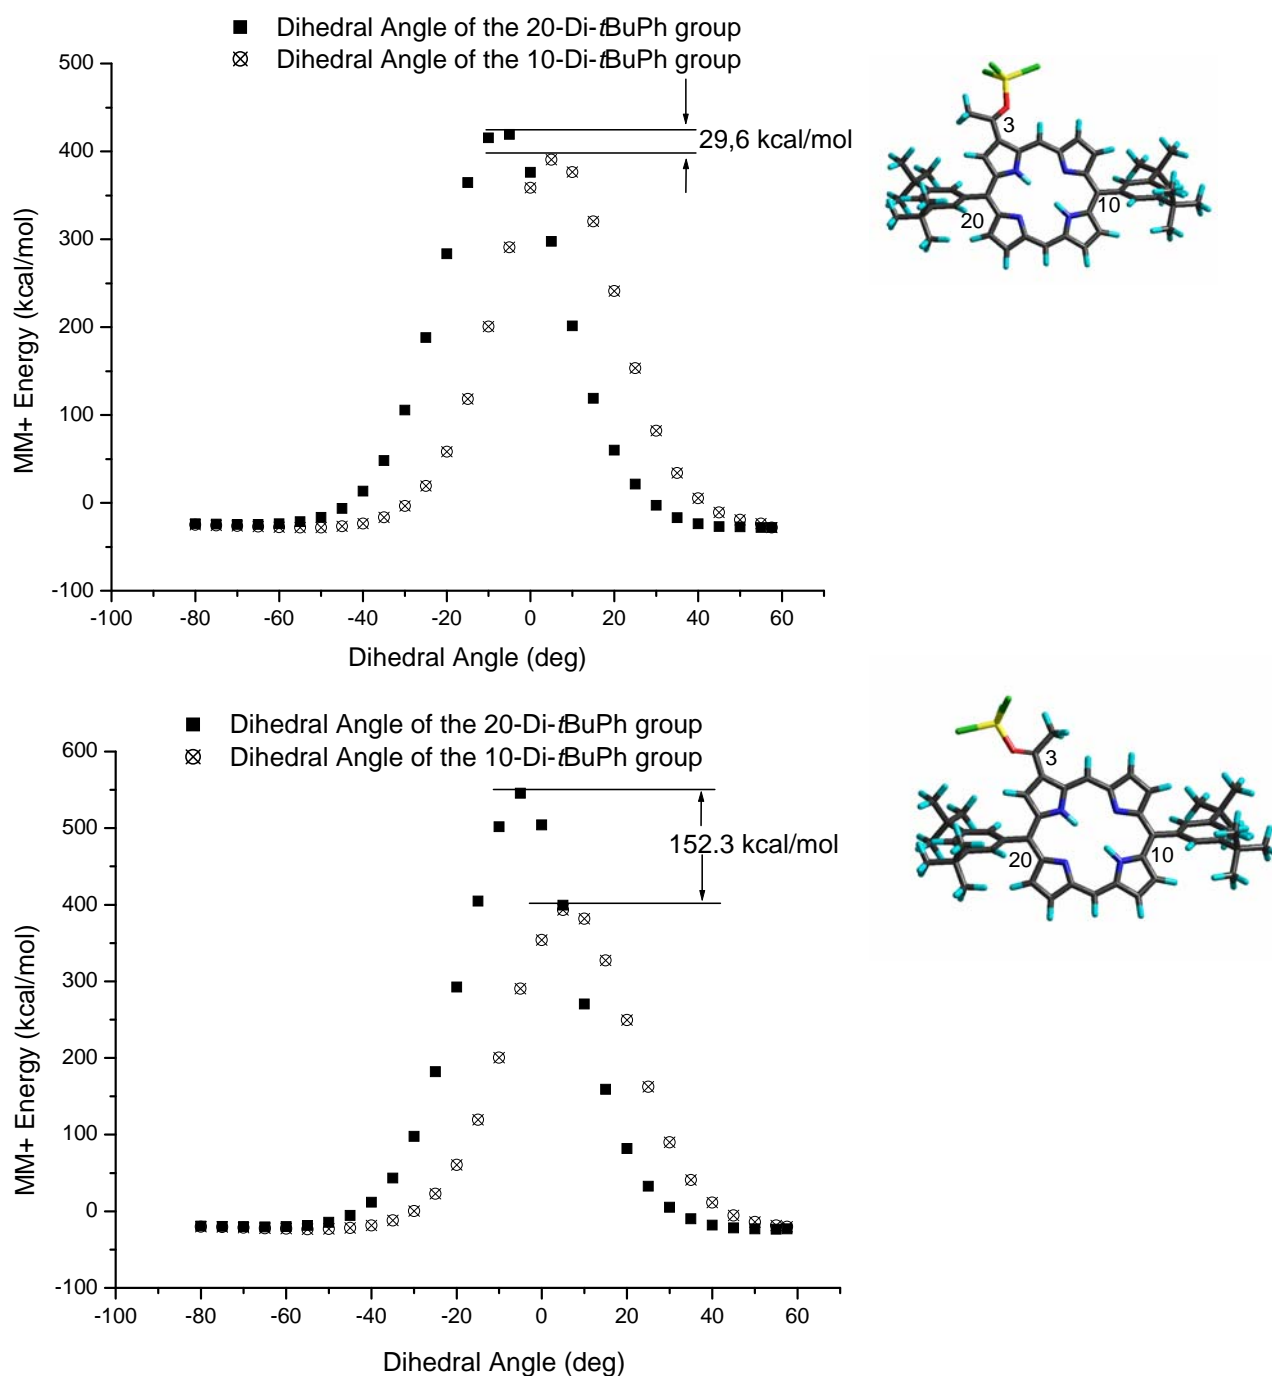 Dihedral Angle of the 20-Di-tBuPh group
Dihedral Angle of the 10-Di-tBuPh group
500
400
300
200
100
0
-100
MM+ Energy (kcal/mol)
29,6 kcal/mol
-100 -80 -60 -40 -20 0 20 40 60
Dihedral Angle (deg)
3
20
10
Dihedral Angle of the 20-Di-tBuPh group
Dihedral Angle of the 10-Di-tBuPh group
600
500
400
300
200
100
0
-100
MM+ Energy (kcal/mol)
152.3 kcal/mol
-100 -80 -60 -40 -20 0 20 40 60
Dihedral Angle (deg)
3
20
10